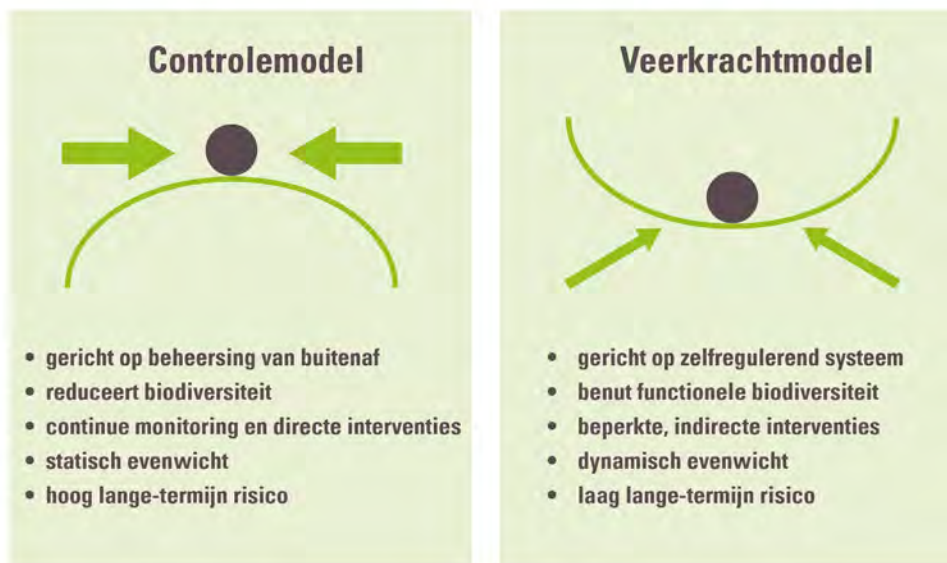 Controlemodel
• gericht op beheersing van buitenaf
• reduceert biodiversiteit
• continue monitoring en directe interventies
• statisch evenwicht
• hoog lange-termijn risico
Veerkrachtmodel
• gericht op zelfregulerend systeem
• benut functionele biodiversiteit
• beperkte, indirecte interventies
• dynamisch evenwicht
• laag lange-termijn risico